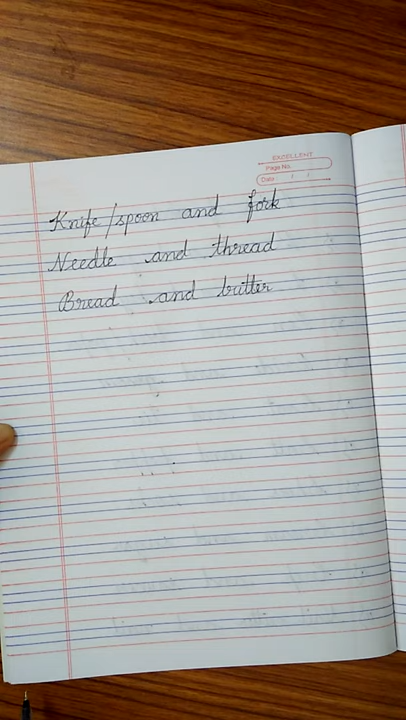 EXCELLENT
Page No.
Date / /
Knife/spoon and fork
Needle and thread
Bread and butter